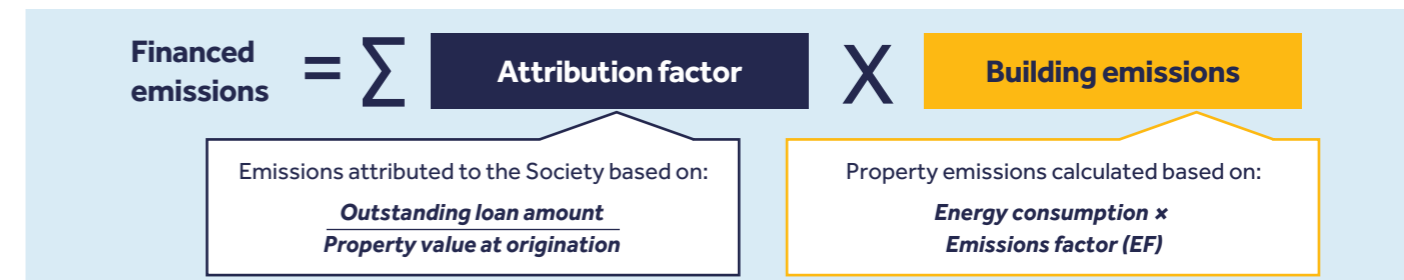 Financed
emissions
= ∑ Attribution factor X Building emissions
Emissions attributed to the Society based on:
Outstanding loan amount
Property value at origination
Property emissions calculated based on:
Energy consumption ×
Emissions factor (EF)